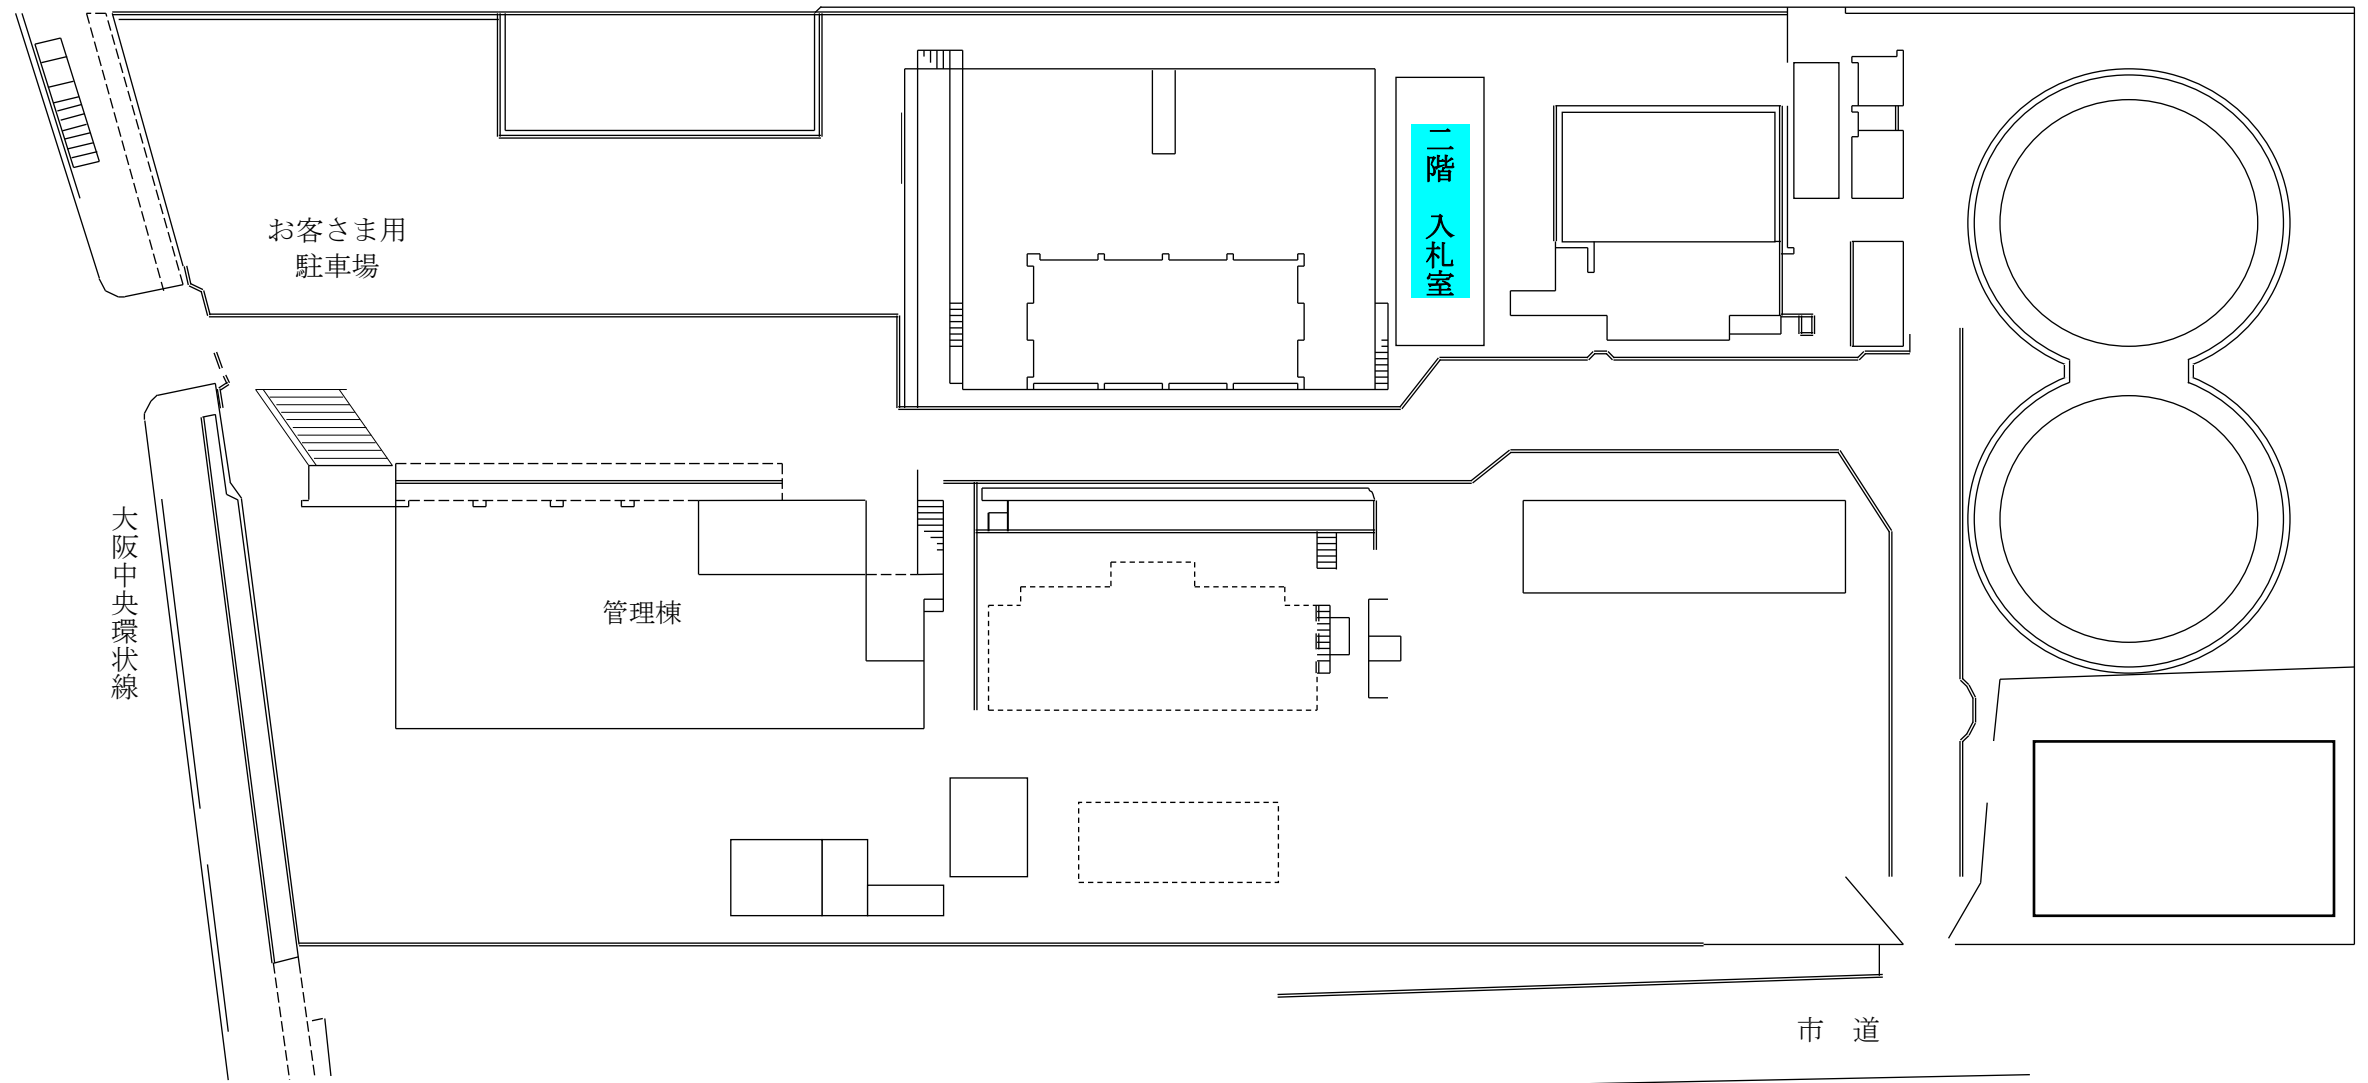 二階　入札室
お客さま用
駐車場
大阪中央環状線
管理棟
市　道